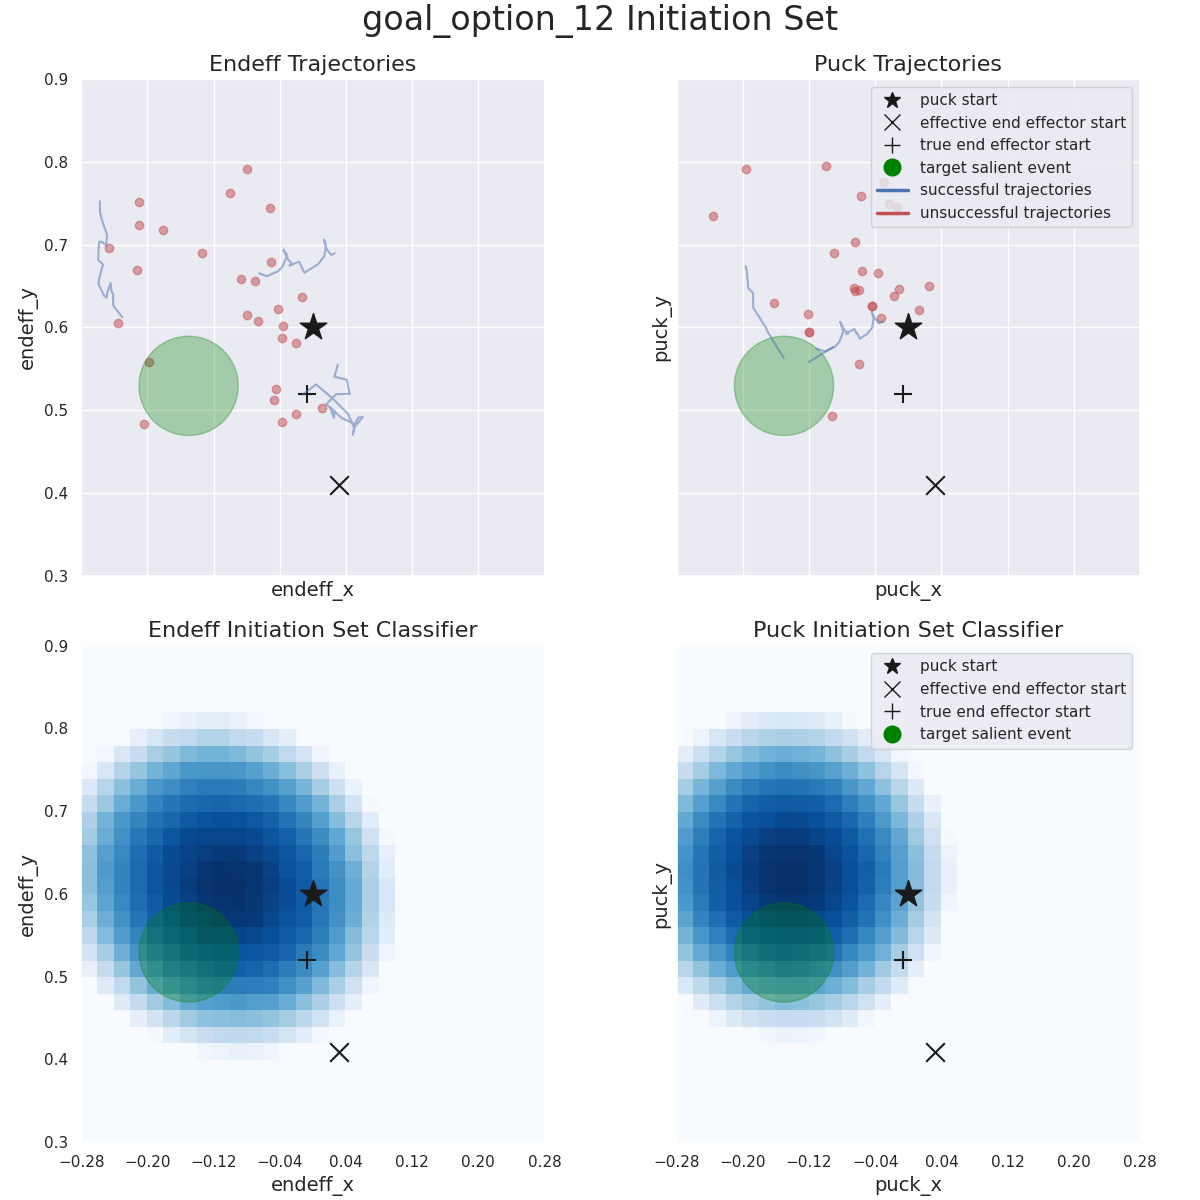 goal_option_12 Initiation Set
Endeff Trajectories
0.9
0.8
0.7
0.6
0.5
0.4
0.3
endeff_y
endeff_x
Puck Trajectories
puck start
effective end effector start
true end effector start
target salient event
successful trajectories
unsuccessful trajectories
puck_y
puck_x
Endeff Initiation Set Classifier
0.9
0.8
0.7
0.6
0.5
0.4
0.3
endeff_y
−0.28 −0.20 −0.12 −0.04 0.04 0.12 0.20 0.28
endeff_x
Puck Initiation Set Classifier
puck start
effective end effector start
true end effector start
target salient event
puck_y
−0.28 −0.20 −0.12 −0.04 0.04 0.12 0.20 0.28
puck_x